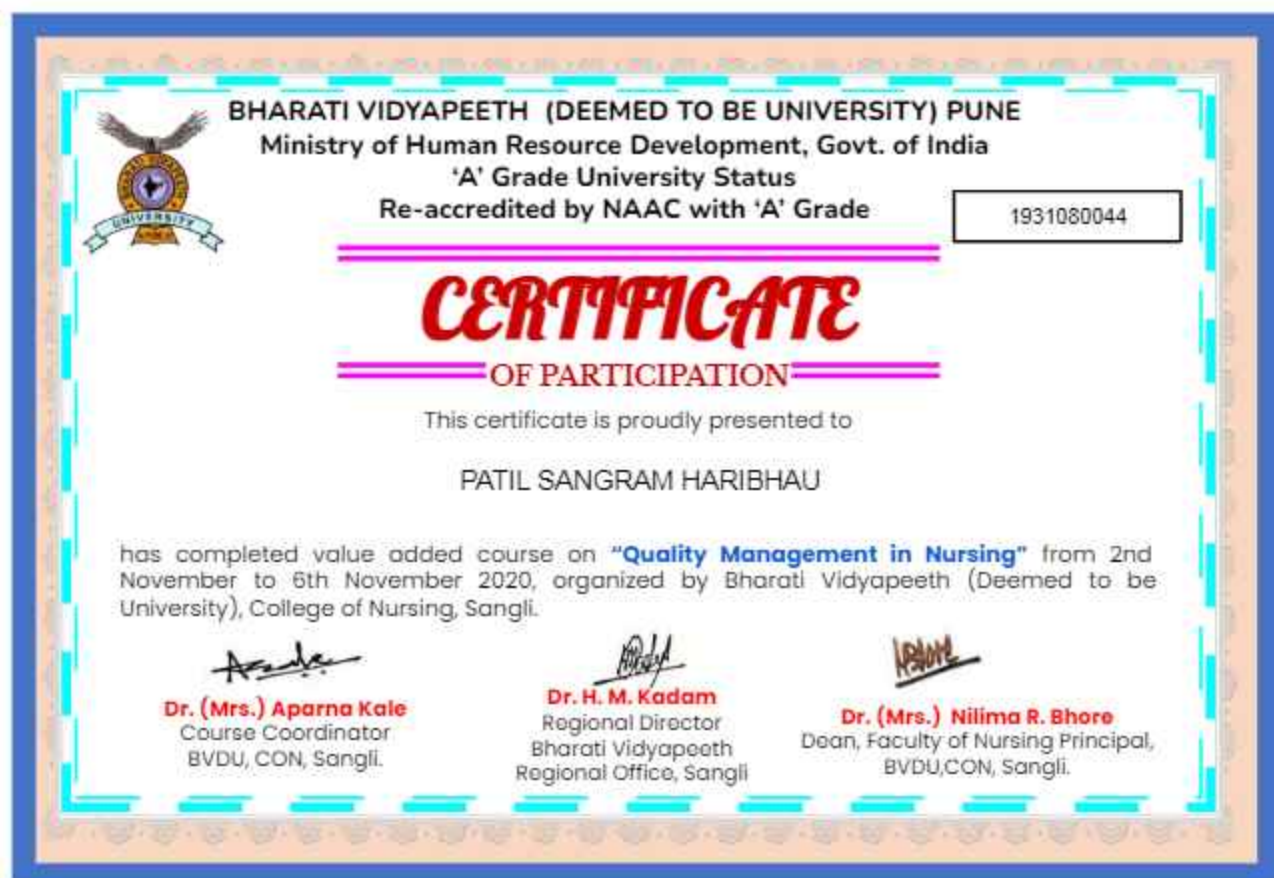 BHARATI VIDYAPEETH (DEEMED TO BE UNIVERSITY) PUNE
Ministry of Human Resource Development, Govt. of India
‘A’ Grade University Status
Re-accredited by NAAC with ‘A’ Grade
1931080044
BHARATI VIDYAPEETH
UNIVERSITY
CERTIFICATE
OF PARTICIPATION
This certificate is proudly presented to
PATIL SANGRAM HARIBHAU
has completed value added course on “Quality Management in Nursing” from 2nd
November to 6th November 2020, organized by Bharati Vidyapeeth (Deemed to be
University), College of Nursing, Sangli.
Dr. (Mrs.) Aparna Kale
Course Coordinator
BVDU, CON, Sangli.
Dr. H. M. Kadam
Regional Director
Bharati Vidyapeeth
Regional Office, Sangli
Dr. (Mrs.) Nilima R. Bhore
Dean, Faculty of Nursing Principal,
BVDU,CON, Sangli.